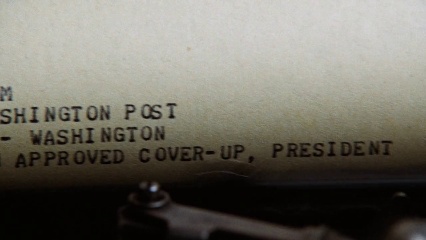 M
SHINGTON POST
- WASHINGTON
APPROVED COVER-UP, PRESIDENT